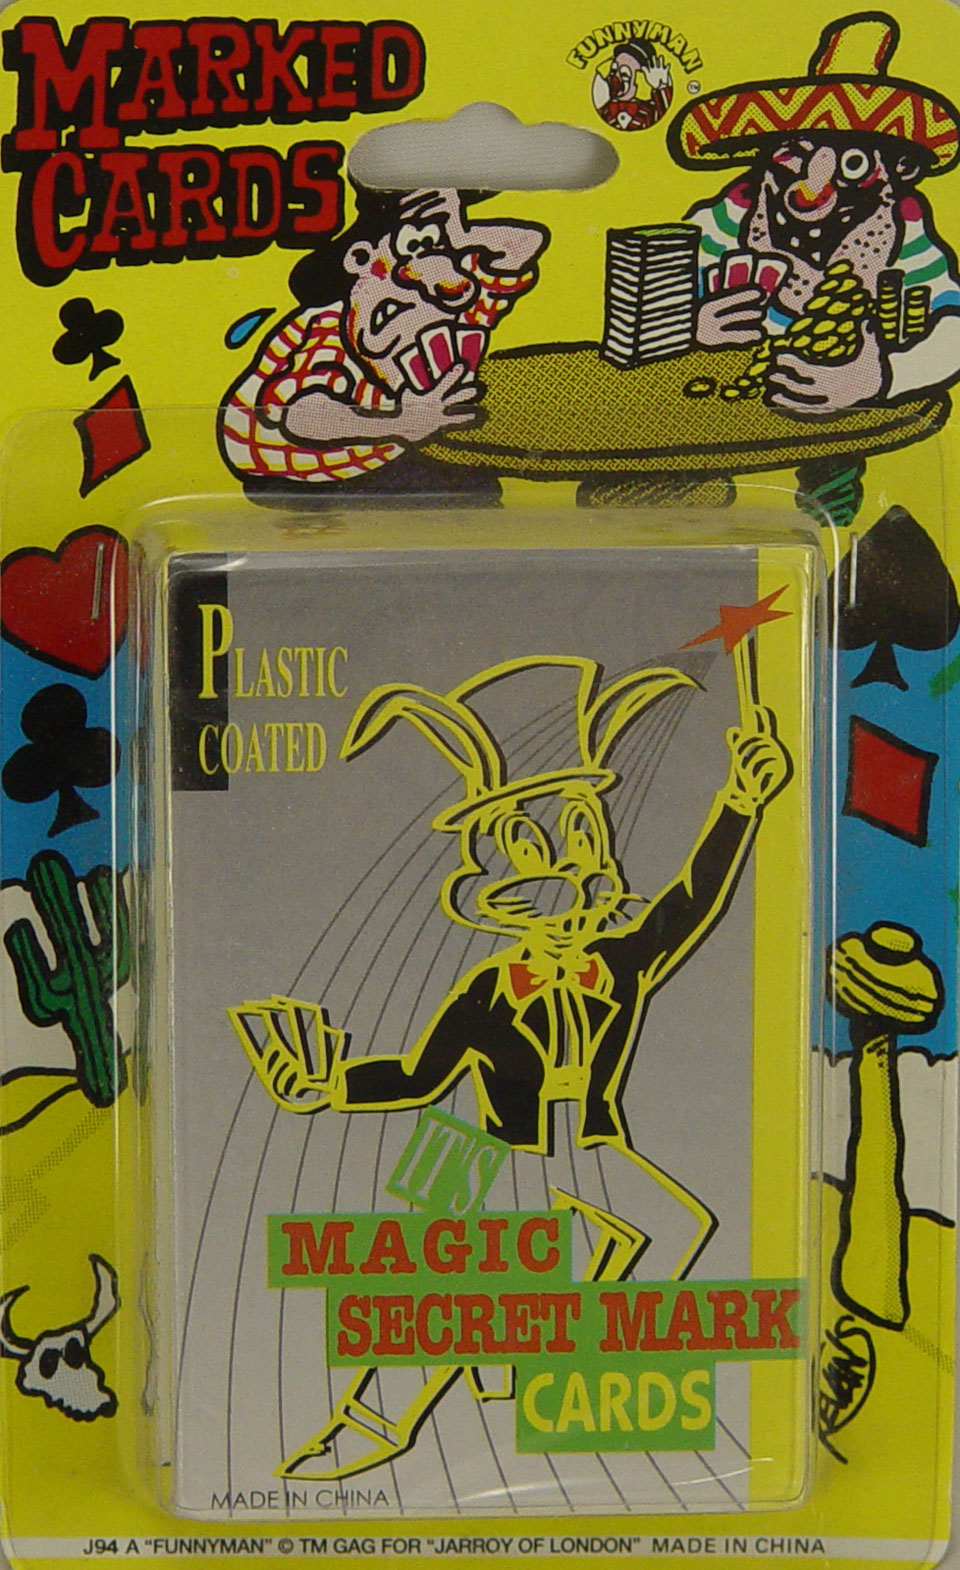 MARKED
CARDS
FUNNYMAN
TM
PLASTIC
COATED
IT'S
MAGIC
SECRET MARK
CARDS
MADE IN CHINA
J94 A "FUNNYMAN" © TM GAG FOR "JARROY OF LONDON" MADE IN CHINA